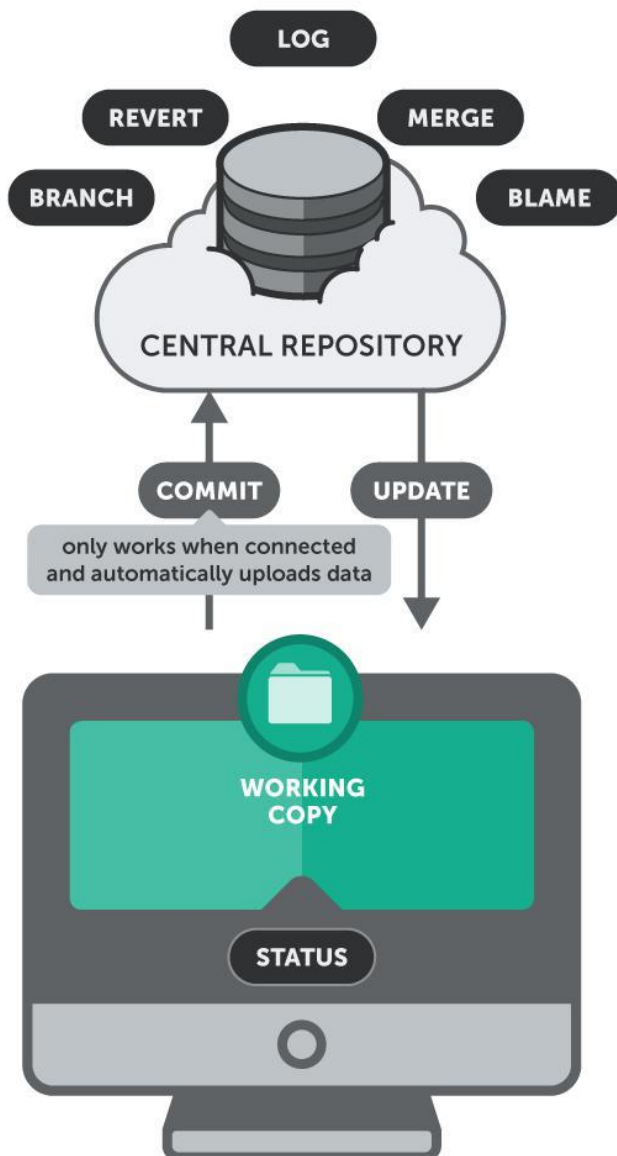 LOG
REVERT
MERGE
BRANCH
BLAME
CENTRAL REPOSITORY
COMMIT
UPDATE
only works when connected
and automatically uploads data
WORKING
COPY
STATUS